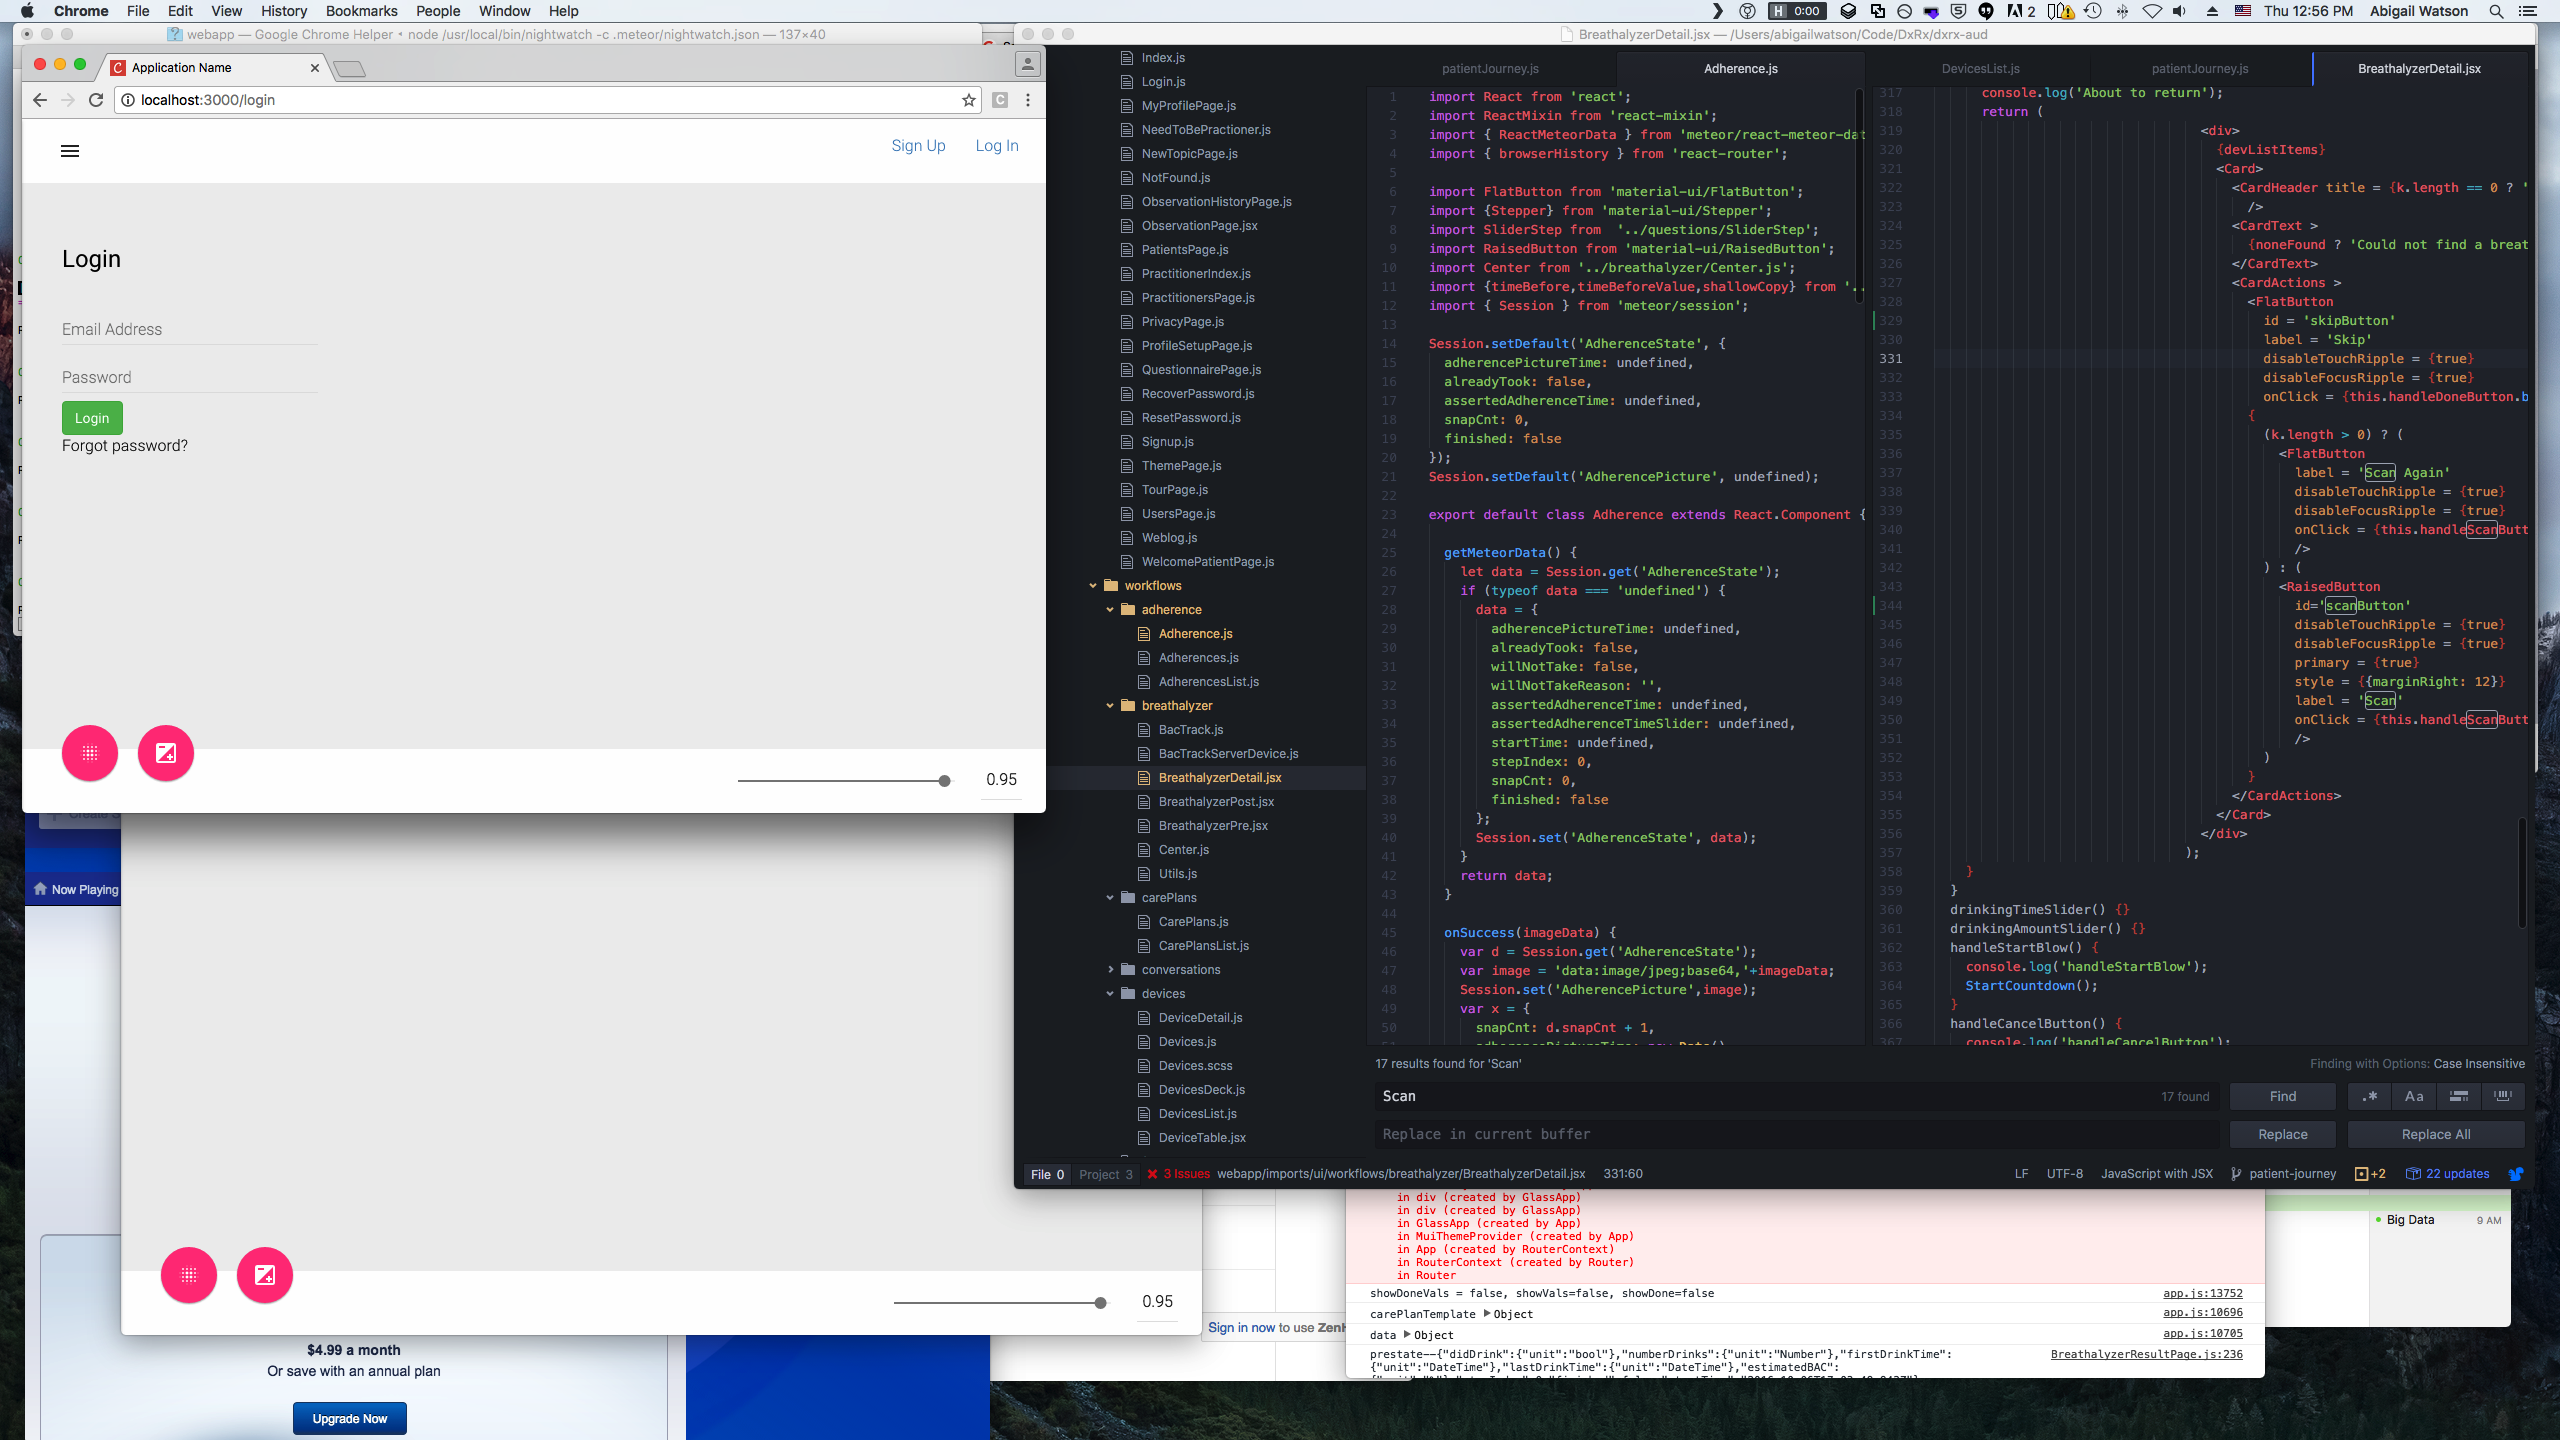 Chrome File Edit View History Bookmarks People Window Help
H 0:00
2
Thu 12:56 PM Abigail Watson
webapp — Google Chrome Helper • node /usr/local/bin/nightwatch -c .meteor/nightwatch.json — 137×40
Application Name
localhost:3000/login
Sign Up Log In
Login
Email Address
Password
Login
Forgot password?
0.95
Now Playing
0.95
$4.99 a month
Or save with an annual plan
Upgrade Now
Sign in now to use
BreathalyzerDetail.jsx — /Users/abigailwatson/Code/DxRx/dxrx-aud
Index.js
Login.js
MyProfilePage.js
NeedToBePractioner.js
NewTopicPage.js
NotFound.js
ObservationHistoryPage.js
ObservationPage.jsx
PatientsPage.js
PractitionerIndex.js
PractitionersPage.js
PrivacyPage.js
ProfileSetupPage.js
QuestionnairePage.js
RecoverPassword.js
ResetPassword.js
Signup.js
ThemePage.js
TourPage.js
UsersPage.js
Weblog.js
WelcomePatientPage.js
workflows
adherence
Adherence.js
Adherences.js
AdherencesList.js
breathalyzer
BacTrack.js
BacTrackServerDevice.js
BreathalyzerDetail.jsx
BreathalyzerPost.jsx
BreathalyzerPre.jsx
Center.js
Utils.js
carePlans
CarePlans.js
CarePlansList.js
conversations
devices
DeviceDetail.js
Devices.js
Devices.scss
DevicesDeck.js
DevicesList.js
DeviceTable.jsx
patientJourney.js Adherence.js
1 import React from 'react';
2 import ReactMixin from 'react-mixin';
3 import { ReactMeteorData } from 'meteor/react-meteor-dat
4 import { browserHistory } from 'react-router';
5
6 import FlatButton from 'material-ui/FlatButton';
7 import {Stepper} from 'material-ui/Stepper';
8 import SliderStep from '../questions/SliderStep';
9 import RaisedButton from 'material-ui/RaisedButton';
10 import Center from '../breathalyzer/Center.js';
11 import {timeBefore,timeBeforeValue,shallowCopy} from '..
12 import { Session } from 'meteor/session';
13
14 Session.setDefault('AdherenceState', {
15 adherencePictureTime: undefined,
16 alreadyTook: false,
17 assertedAdherenceTime: undefined,
18 snapCnt: 0,
19 finished: false
20 });
21 Session.setDefault('AdherencePicture', undefined);
22
23 export default class Adherence extends React.Component {
24
25 getMeteorData() {
26 let data = Session.get('AdherenceState');
27 if (typeof data === 'undefined') {
28 data = {
29 adherencePictureTime: undefined,
30 alreadyTook: false,
31 willNotTake: false,
32 willNotTakeReason: '',
33 assertedAdherenceTime: undefined,
34 assertedAdherenceTimeSlider: undefined,
35 startTime: undefined,
36 stepIndex: 0,
37 snapCnt: 0,
38 finished: false
39 };
40 Session.set('AdherenceState', data);
41 }
42 return data;
43 }
44
45 onSuccess(imageData) {
46 var d = Session.get('AdherenceState');
47 var image = 'data:image/jpeg;base64,'+imageData;
48 Session.set('AdherencePicture',image);
49 var x = {
50 snapCnt: d.snapCnt + 1,
DevicesList.js patientJourney.js BreathalyzerDetail.jsx
317 console.log('About to return');
318 return (
319 <div>
320 {devListItems}
321 <Card>
322 <CardHeader title = {k.length == 0 ? '
323 />
324 <CardText >
325 {noneFound ? 'Could not find a breat
326 </CardText>
327 <CardActions >
328 <FlatButton
329 id = 'skipButton'
330 label = 'Skip'
331 disableTouchRipple = {true}
332 disableFocusRipple = {true}
333 onClick = {this.handleDoneButton.b
334 {
335 (k.length > 0) ? (
336 <FlatButton
337 label = 'Scan Again'
338 disableTouchRipple = {true}
339 disableFocusRipple = {true}
340 onClick = {this.handleScanButt
341 />
342 ) : (
343 <RaisedButton
344 id='scanButton'
345 disableTouchRipple = {true}
346 disableFocusRipple = {true}
347 primary = {true}
348 style = {{marginRight: 12}}
349 label = 'Scan'
350 onClick = {this.handleScanButt
351 />
352 )
353 }
354 </CardActions>
355 </Card>
356 </div>
357 );
358 }
359 }
360 drinkingTimeSlider() {}
361 drinkingAmountSlider() {}
362 handleStartBlow() {
363 console.log('handleStartBlow');
364 StartCountdown();
365 }
366 handleCancelButton() {
367 console.log('handleCancelButton');
17 results found for 'Scan' Finding with Options: Case Insensitive
Scan 17 found Find .* Aa
Replace in current buffer Replace Replace All
File 0 Project 3 3 Issues webapp/imports/ui/workflows/breathalyzer/BreathalyzerDetail.jsx 331:60 LF UTF-8 JavaScript with JSX patient-journey +2 22 updates
in div (created by GlassApp)
in div (created by GlassApp)
in GlassApp (created by App)
in MuiThemeProvider (created by App)
in App (created by RouterContext)
in RouterContext (created by Router)
in Router
showDoneVals = false, showVals=false, showDone=false app.js:13752
carePlanTemplate Object app.js:10696
data Object app.js:10705
prestate--{"didDrink":{"unit":"bool"},"numberDrinks":{"unit":"Number"},"firstDrinkTime": BreathalyzerResultPage.js:236
{"unit":"DateTime"},"lastDrinkTime":{"unit":"DateTime"},"estimatedBAC":
Big Data 9 AM